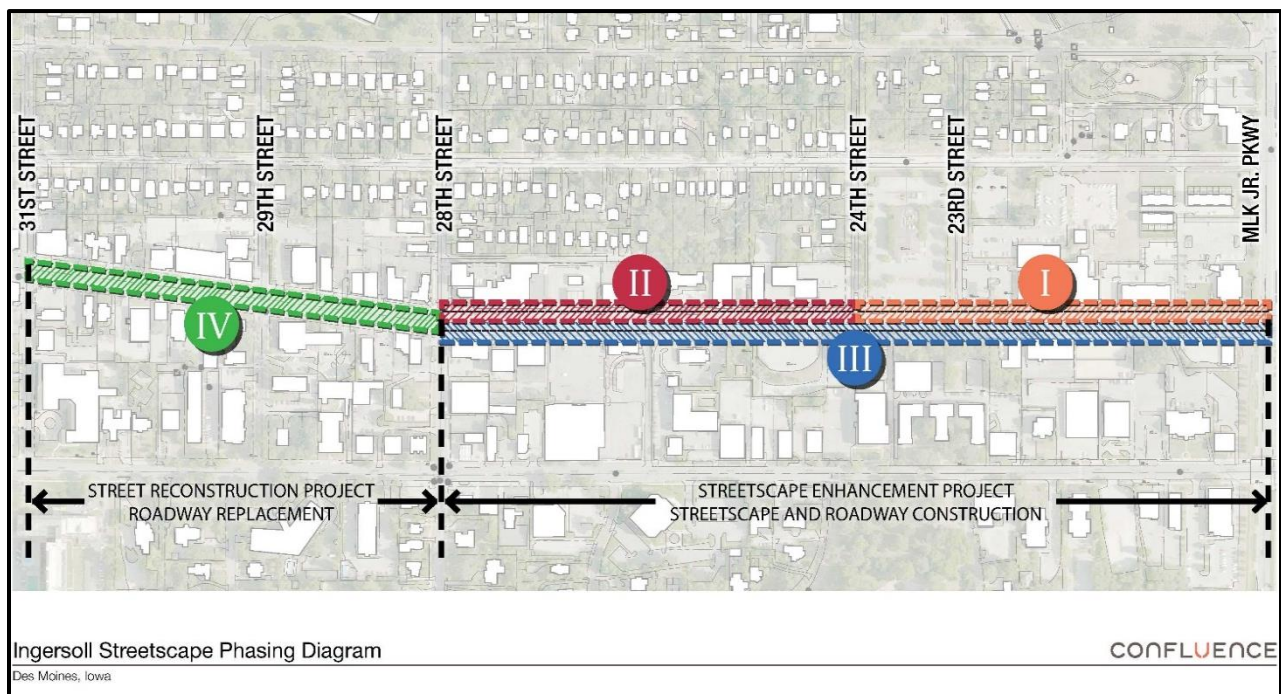 31ST STREET
29TH STREET
28TH STREET
24TH STREET
23RD STREET
MLK JR. PKWY
II
I
IV
III
STREET RECONSTRUCTION PROJECT
ROADWAY REPLACEMENT
STREETSCAPE ENHANCEMENT PROJECT
STREETSCAPE AND ROADWAY CONSTRUCTION
Ingersoll Streetscape Phasing Diagram
CONFLUENCE
Des Moines, Iowa